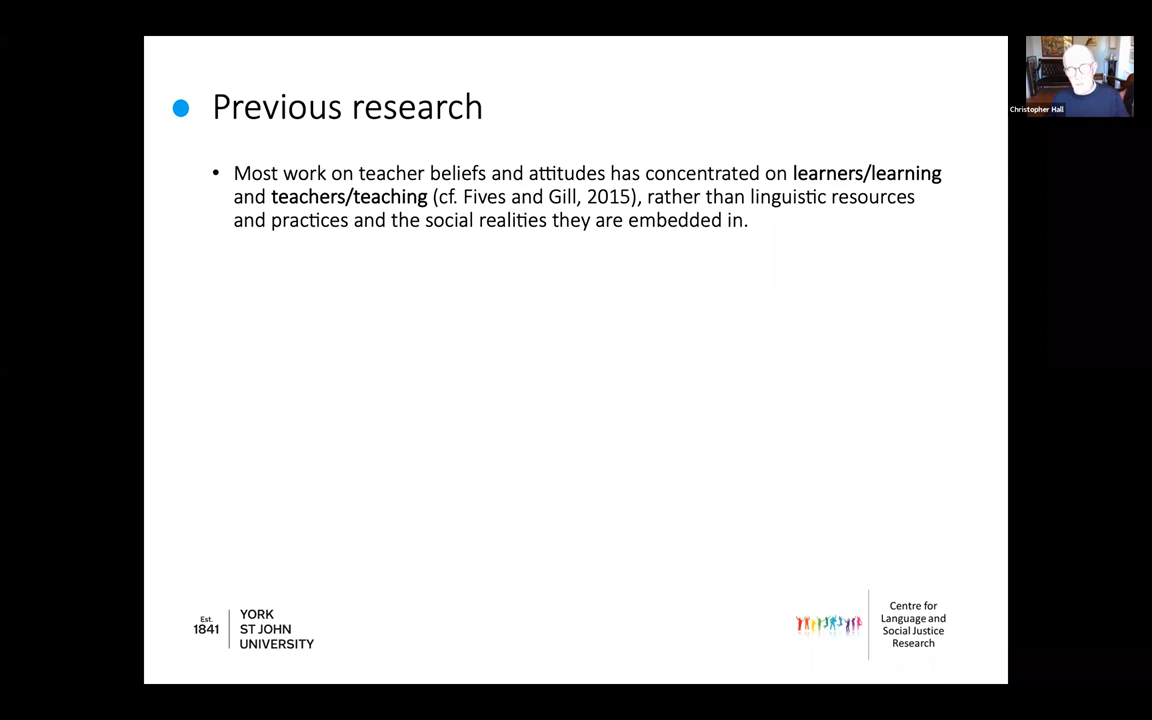 Previous research
• Most work on teacher beliefs and attitudes has concentrated on learners/learning
and teachers/teaching (cf. Fives and Gill, 2015), rather than linguistic resources
and practices and the social realities they are embedded in.
Christopher Hall
Est.
1841
YORK
ST JOHN
UNIVERSITY
Centre for
Language and
Social Justice
Research